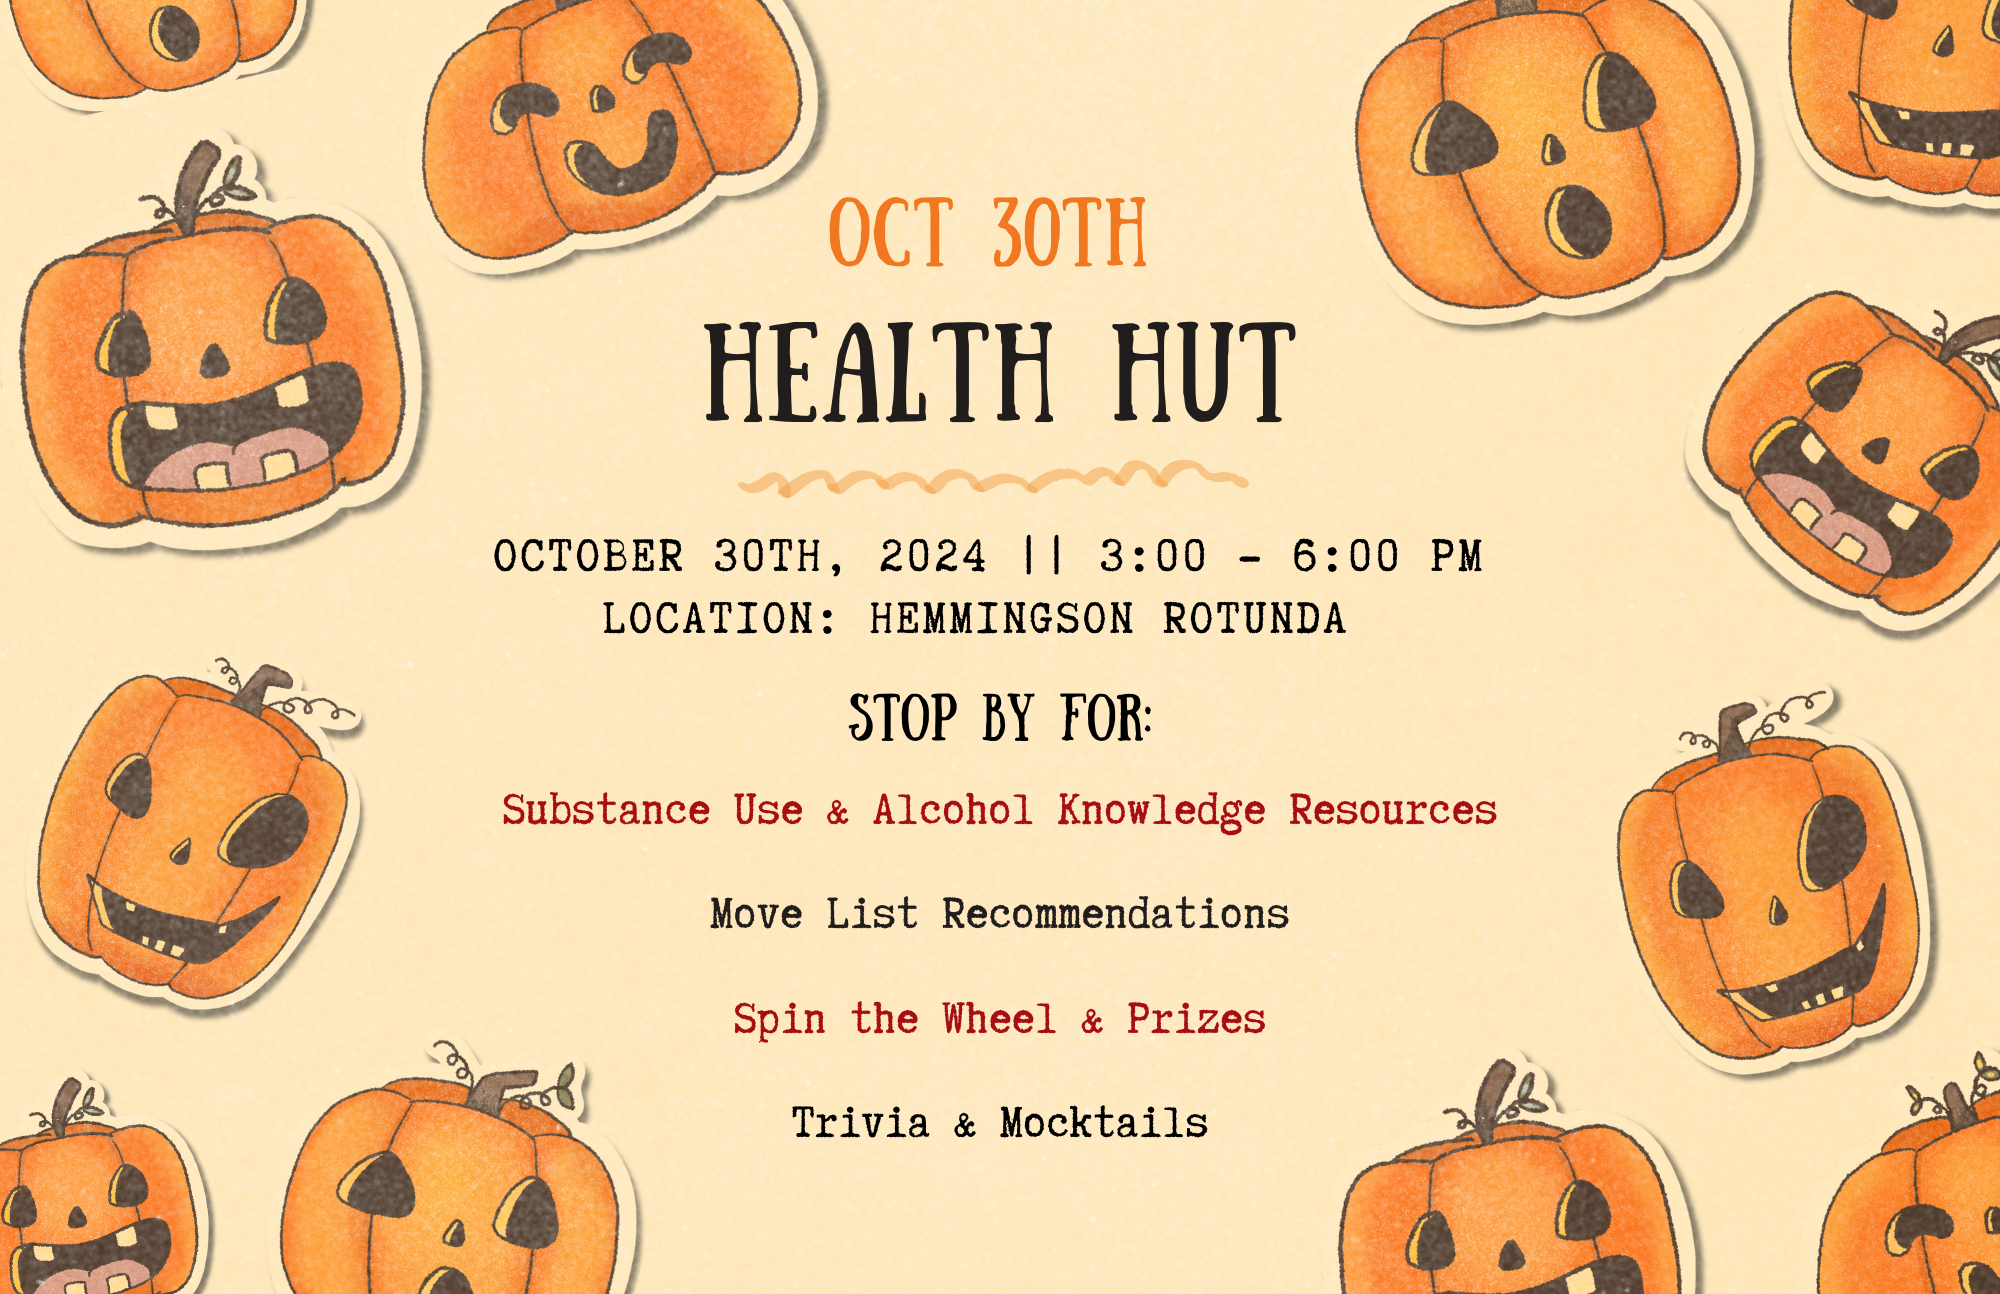 OCT 30TH
HEALTH HUT
OCTOBER 30TH, 2024 || 3:00 - 6:00 PM
LOCATION: HEMMINGSON ROTUNDA
STOP BY FOR:
Substance Use & Alcohol Knowledge Resources
Move List Recommendations
Spin the Wheel & Prizes
Trivia & Mocktails